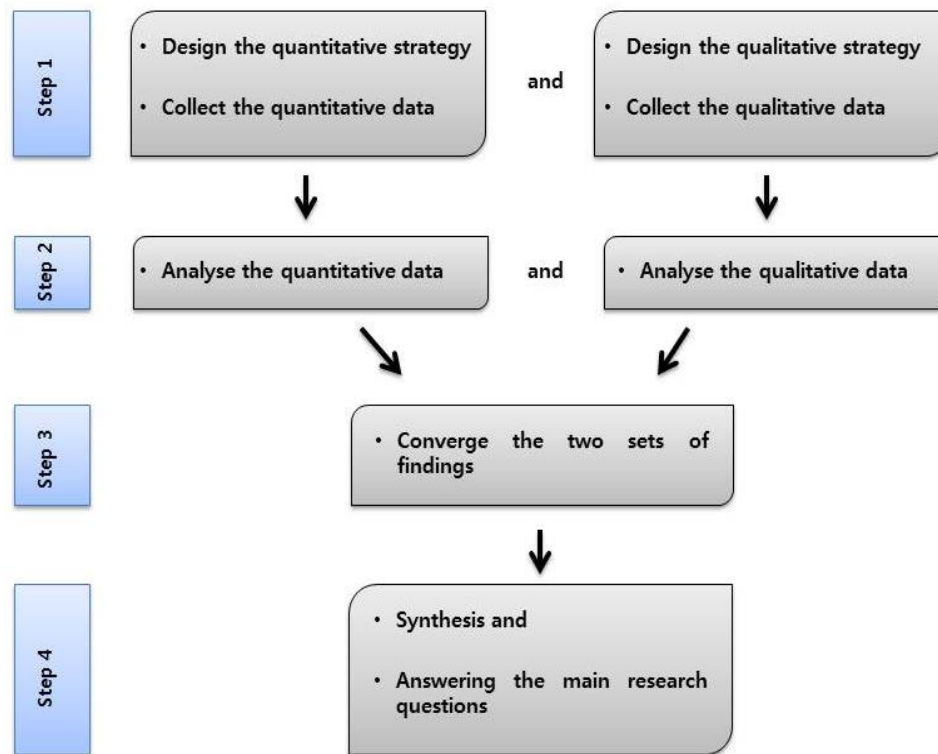 Step 1
• Design the quantitative strategy
• Collect the quantitative data
and
• Design the qualitative strategy
• Collect the qualitative data
Step 2
• Analyse the quantitative data
and
• Analyse the qualitative data
Step 3
• Converge the two sets of
findings
Step 4
• Synthesis and
• Answering the main research
questions